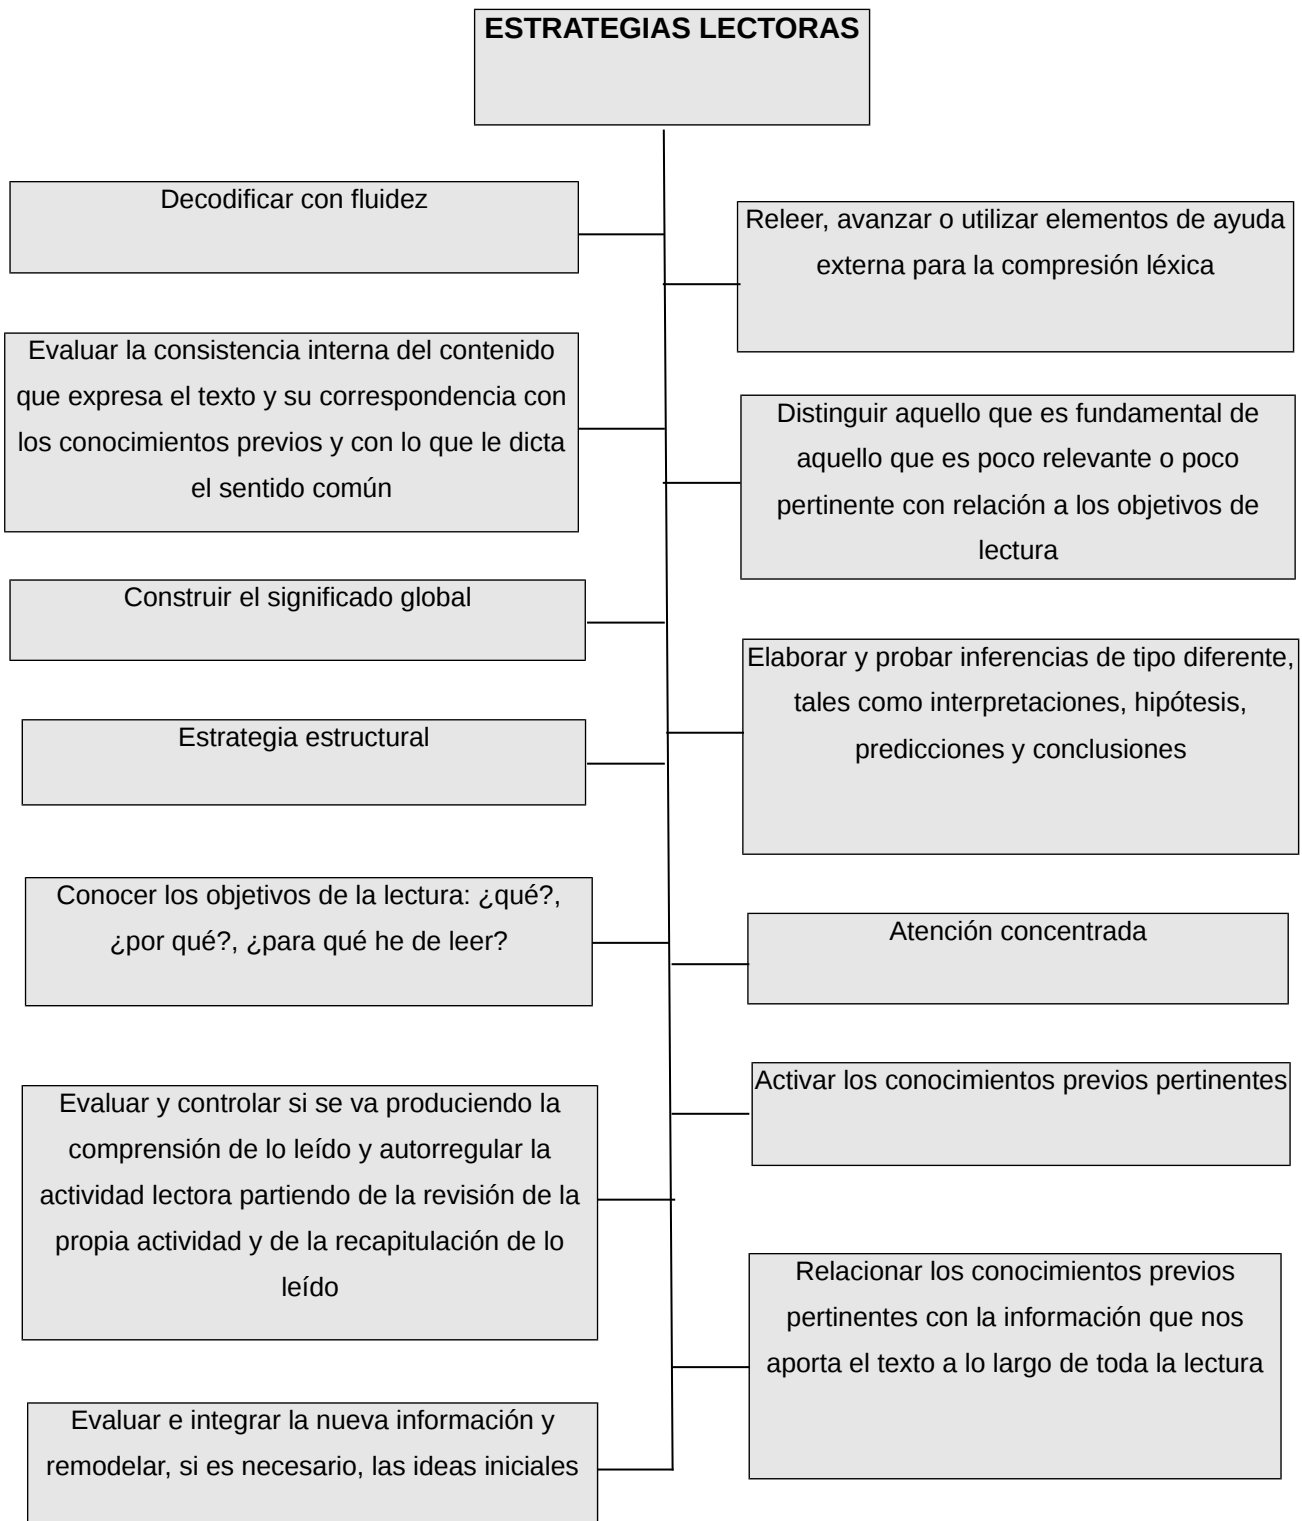 ESTRATEGIAS LECTORAS
Decodificar con fluidez
Releer, avanzar o utilizar elementos de ayuda
externa para la compresión léxica
Evaluar la consistencia interna del contenido
que expresa el texto y su correspondencia con
los conocimientos previos y con lo que le dicta
el sentido común
Distinguir aquello que es fundamental de
aquello que es poco relevante o poco
pertinente con relación a los objetivos de
lectura
Construir el significado global
Elaborar y probar inferencias de tipo diferente,
tales como interpretaciones, hipótesis,
predicciones y conclusiones
Estrategia estructural
Conocer los objetivos de la lectura: ¿qué?,
¿por qué?, ¿para qué he de leer?
Atención concentrada
Activar los conocimientos previos pertinentes
Evaluar y controlar si se va produciendo la
comprensión de lo leído y autorregular la
actividad lectora partiendo de la revisión de la
propia actividad y de la recapitulación de lo
leído
Relacionar los conocimientos previos
pertinentes con la información que nos
aporta el texto a lo largo de toda la lectura
Evaluar e integrar la nueva información y
remodelar, si es necesario, las ideas iniciales